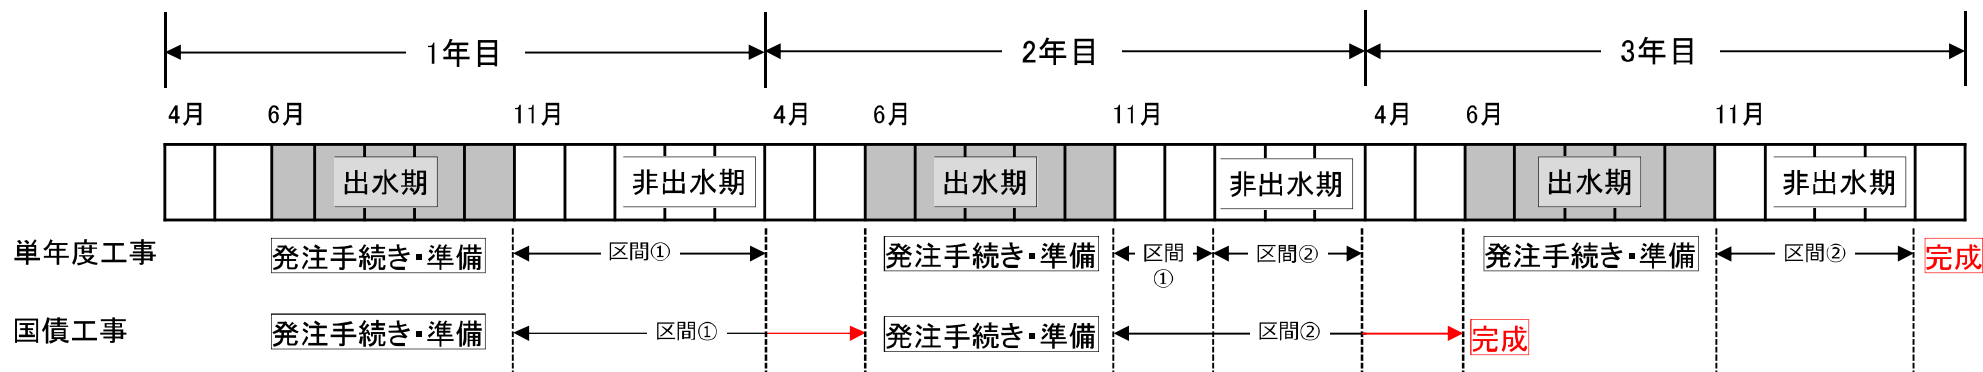 1年目 2年目 3年目
4月 6月 11月 4月 6月 11月 4月 6月 11月
出水期 非出水期 出水期 非出水期 出水期 非出水期
単年度工事 発注手続き・準備 区間① 発注手続き・準備 区間① 区間② 発注手続き・準備 区間② 完成
国債工事 発注手続き・準備 区間① 発注手続き・準備 区間② 完成